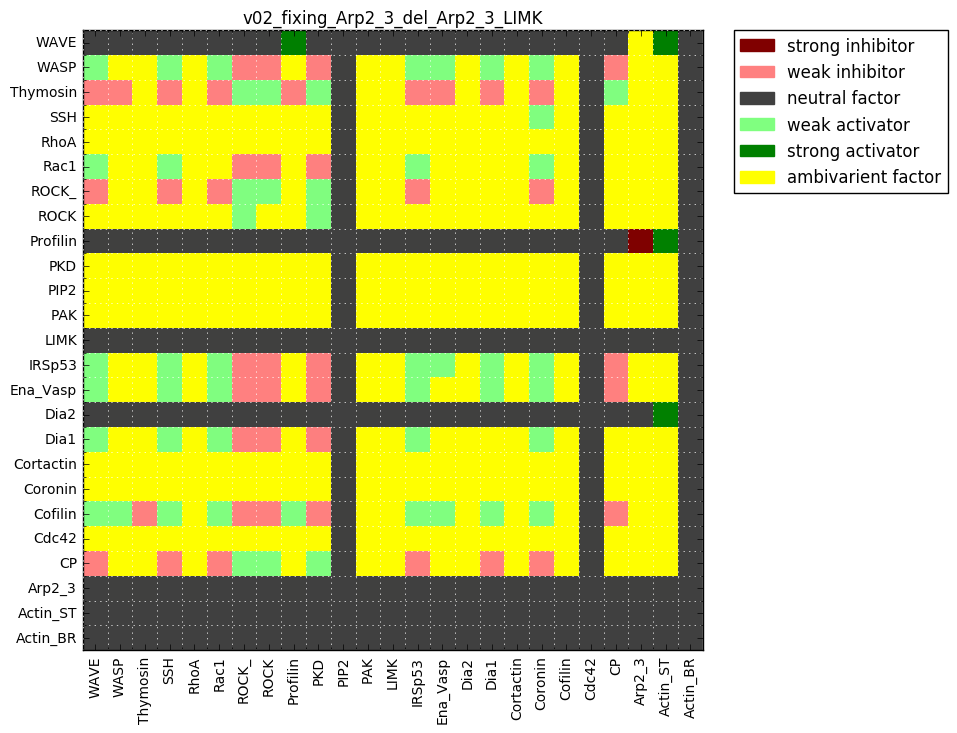 v02_fixing_Arp2_3_del_Arp2_3_LIMK
WAVE
WASP
Thymosin
SSH
RhoA
Rac1
ROCK_
ROCK
Profilin
PKD
PIP2
PAK
LIMK
IRSp53
Ena_Vasp
Dia2
Dia1
Cortactin
Coronin
Cofilin
Cdc42
CP
Arp2_3
Actin_ST
Actin_BR
WAVE
WASP
Thymosin
SSH
RhoA
Rac1
ROCK_
ROCK
Profilin
PKD
PIP2
PAK
LIMK
IRSp53
Ena_Vasp
Dia2
Dia1
Cortactin
Coronin
Cofilin
Cdc42
CP
Arp2_3
Actin_ST
Actin_BR
strong inhibitor
weak inhibitor
neutral factor
weak activator
strong activator
ambivarient factor